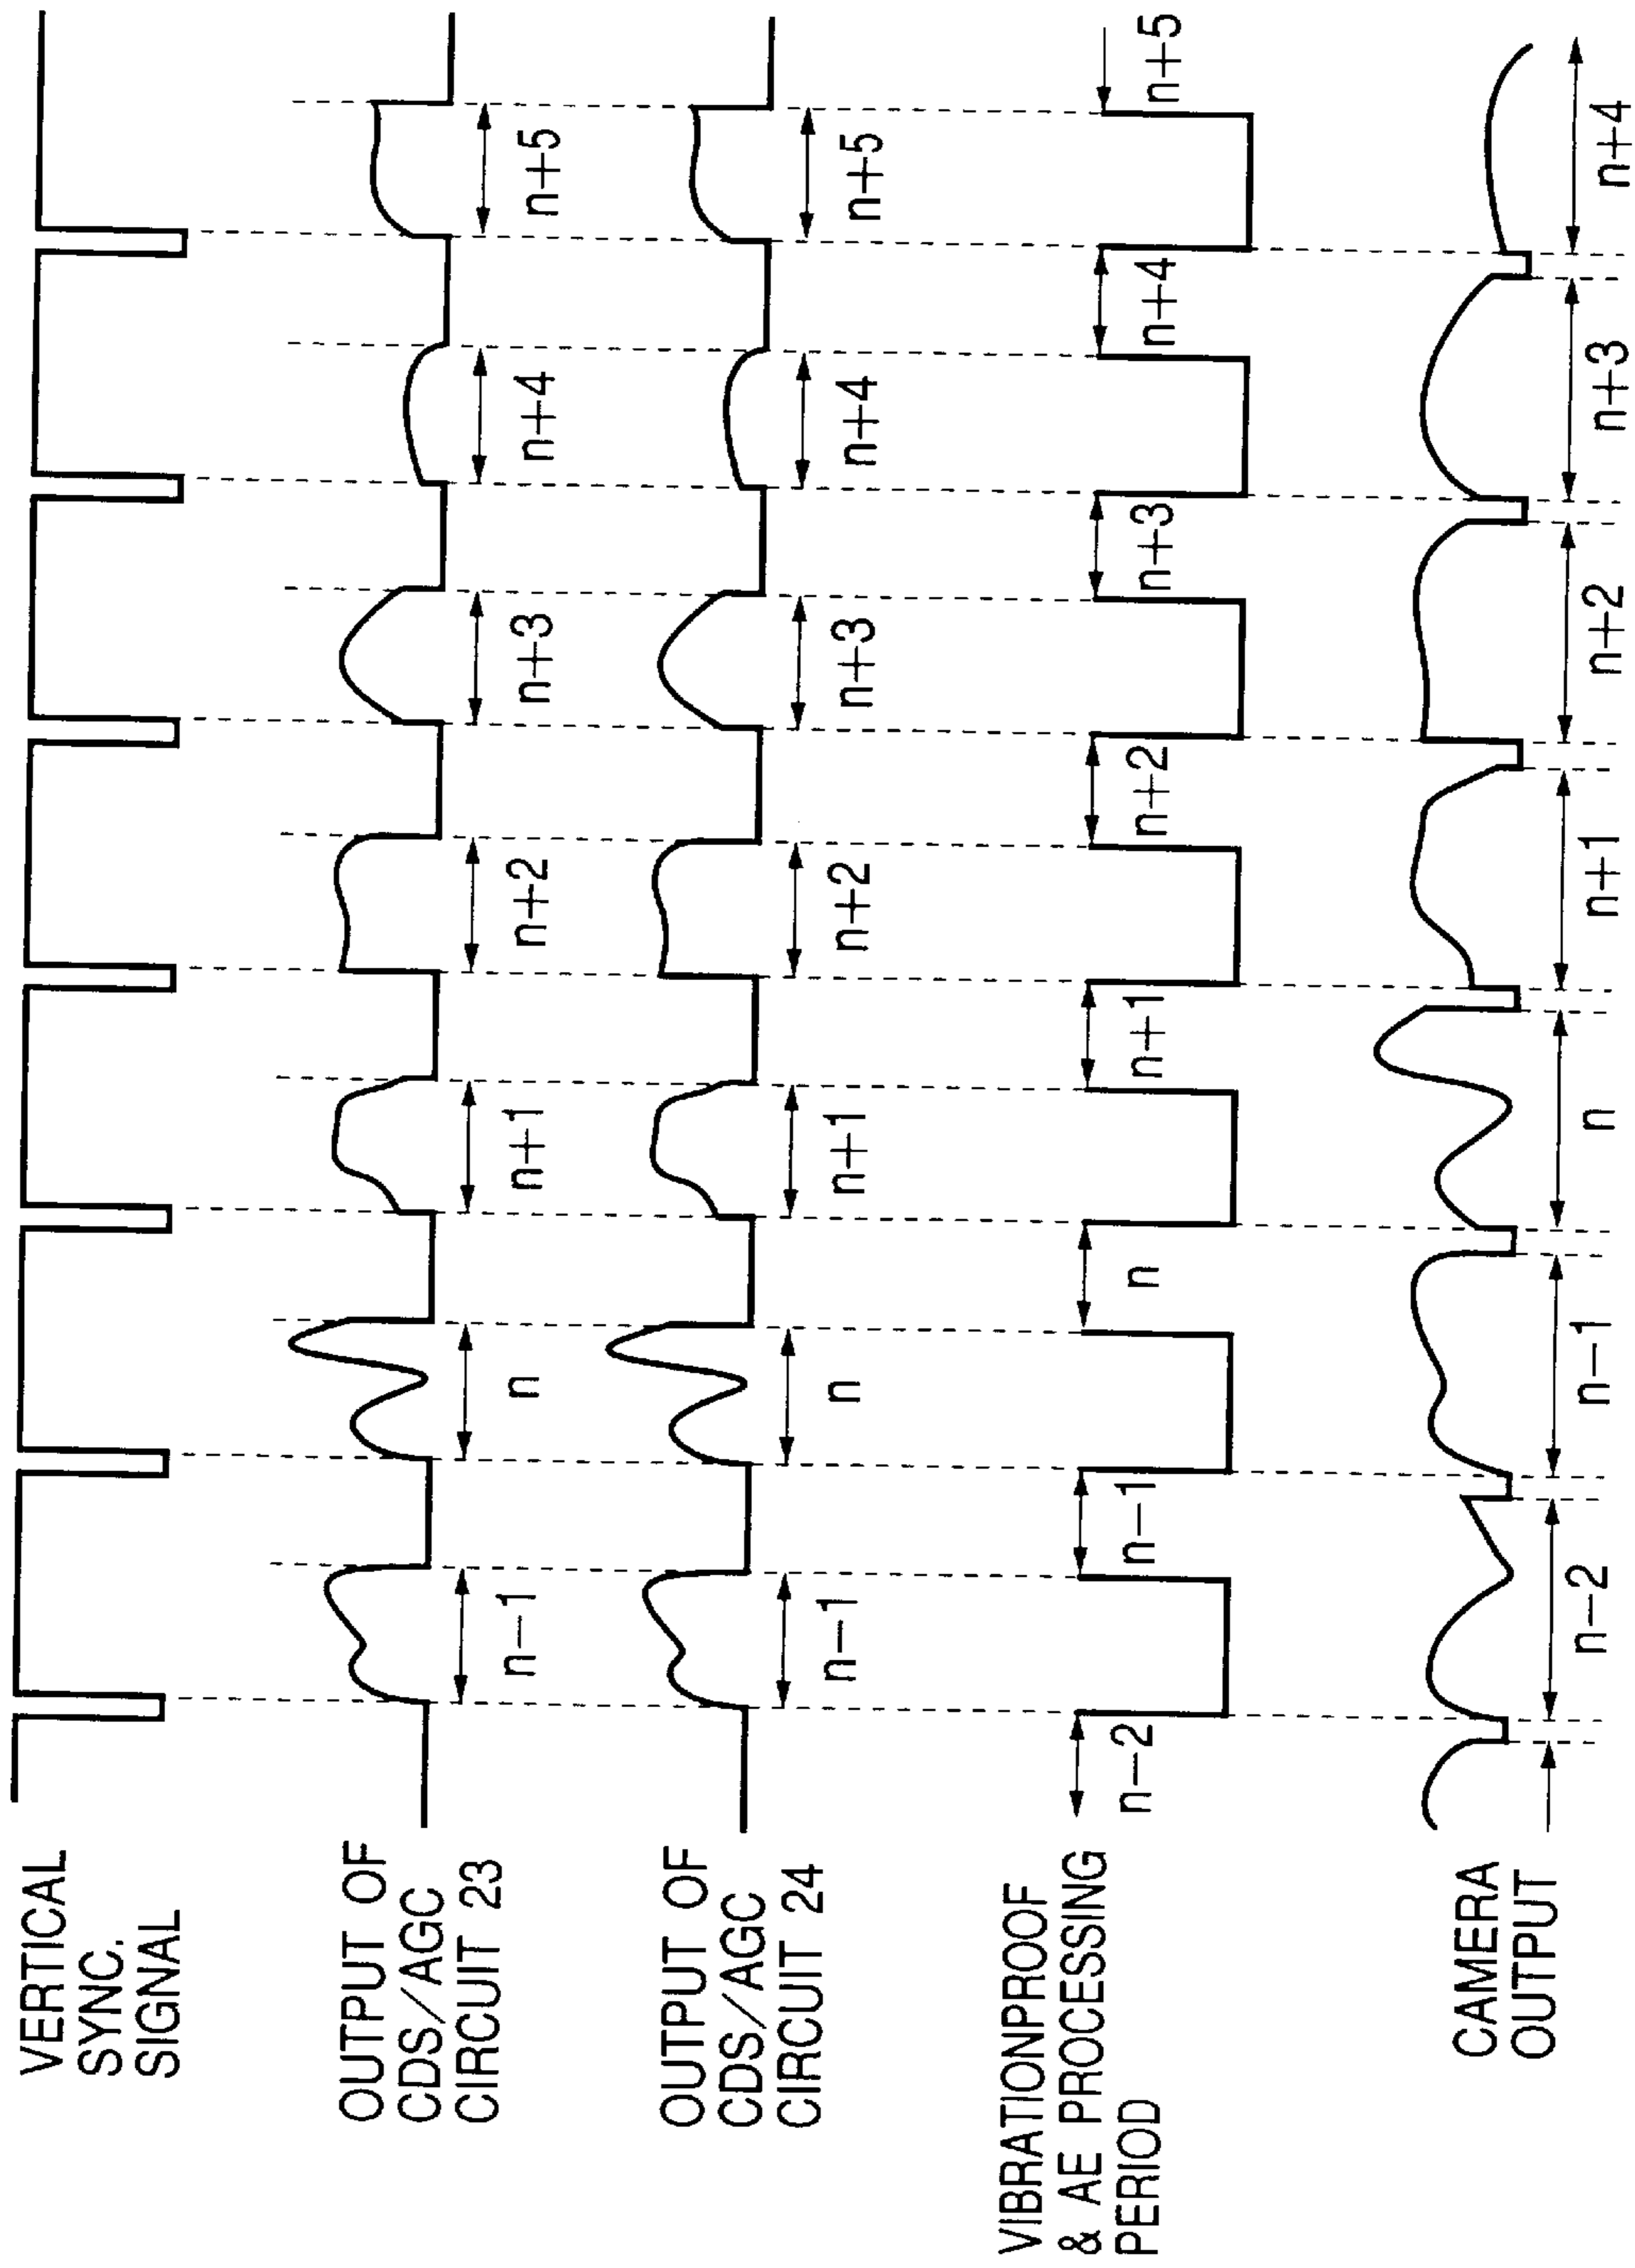 VERTICAL
SYNC.
SIGNAL
OUTPUT OF
CDS/AGC
CIRCUIT 23
n−1
n
n+1
n+2
n+3
n+4
n+5
OUTPUT OF
CDS/AGC
CIRCUIT 24
n−1
n
n+1
n+2
n+3
n+4
n+5
VIBRATIONPROOF
& AE PROCESSING
PERIOD
n−2
n−1
n
n+1
n+2
n+3
n+4
n+5
CAMERA
OUTPUT
n−2
n−1
n
n+1
n+2
n+3
n+4